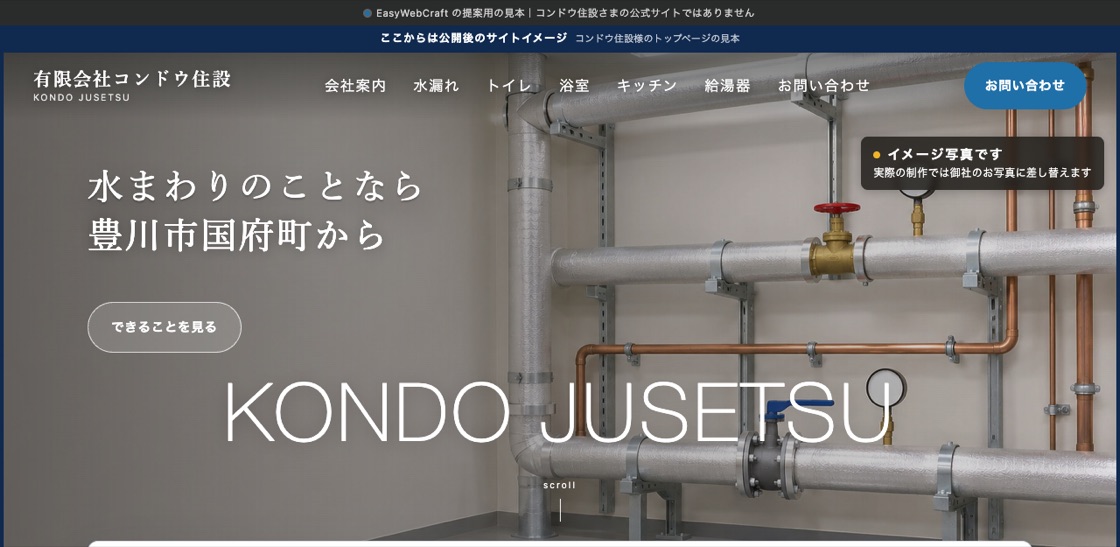 EasyWebCraft の提案用の見本｜コンドウ住設さまの公式サイトではありません
ここからは公開後のサイトイメージ コンドウ住設様のトップページの見本
有限会社コンドウ住設
KONDO JUSETSU
会社案内 水漏れ トイレ 浴室 キッチン 給湯器 お問い合わせ
お問い合わせ
イメージ写真です
実際の制作では御社のお写真に差し替えます
水まわりのことなら
豊川市国府町から
できることを見る
KONDO JUSETSU
scroll